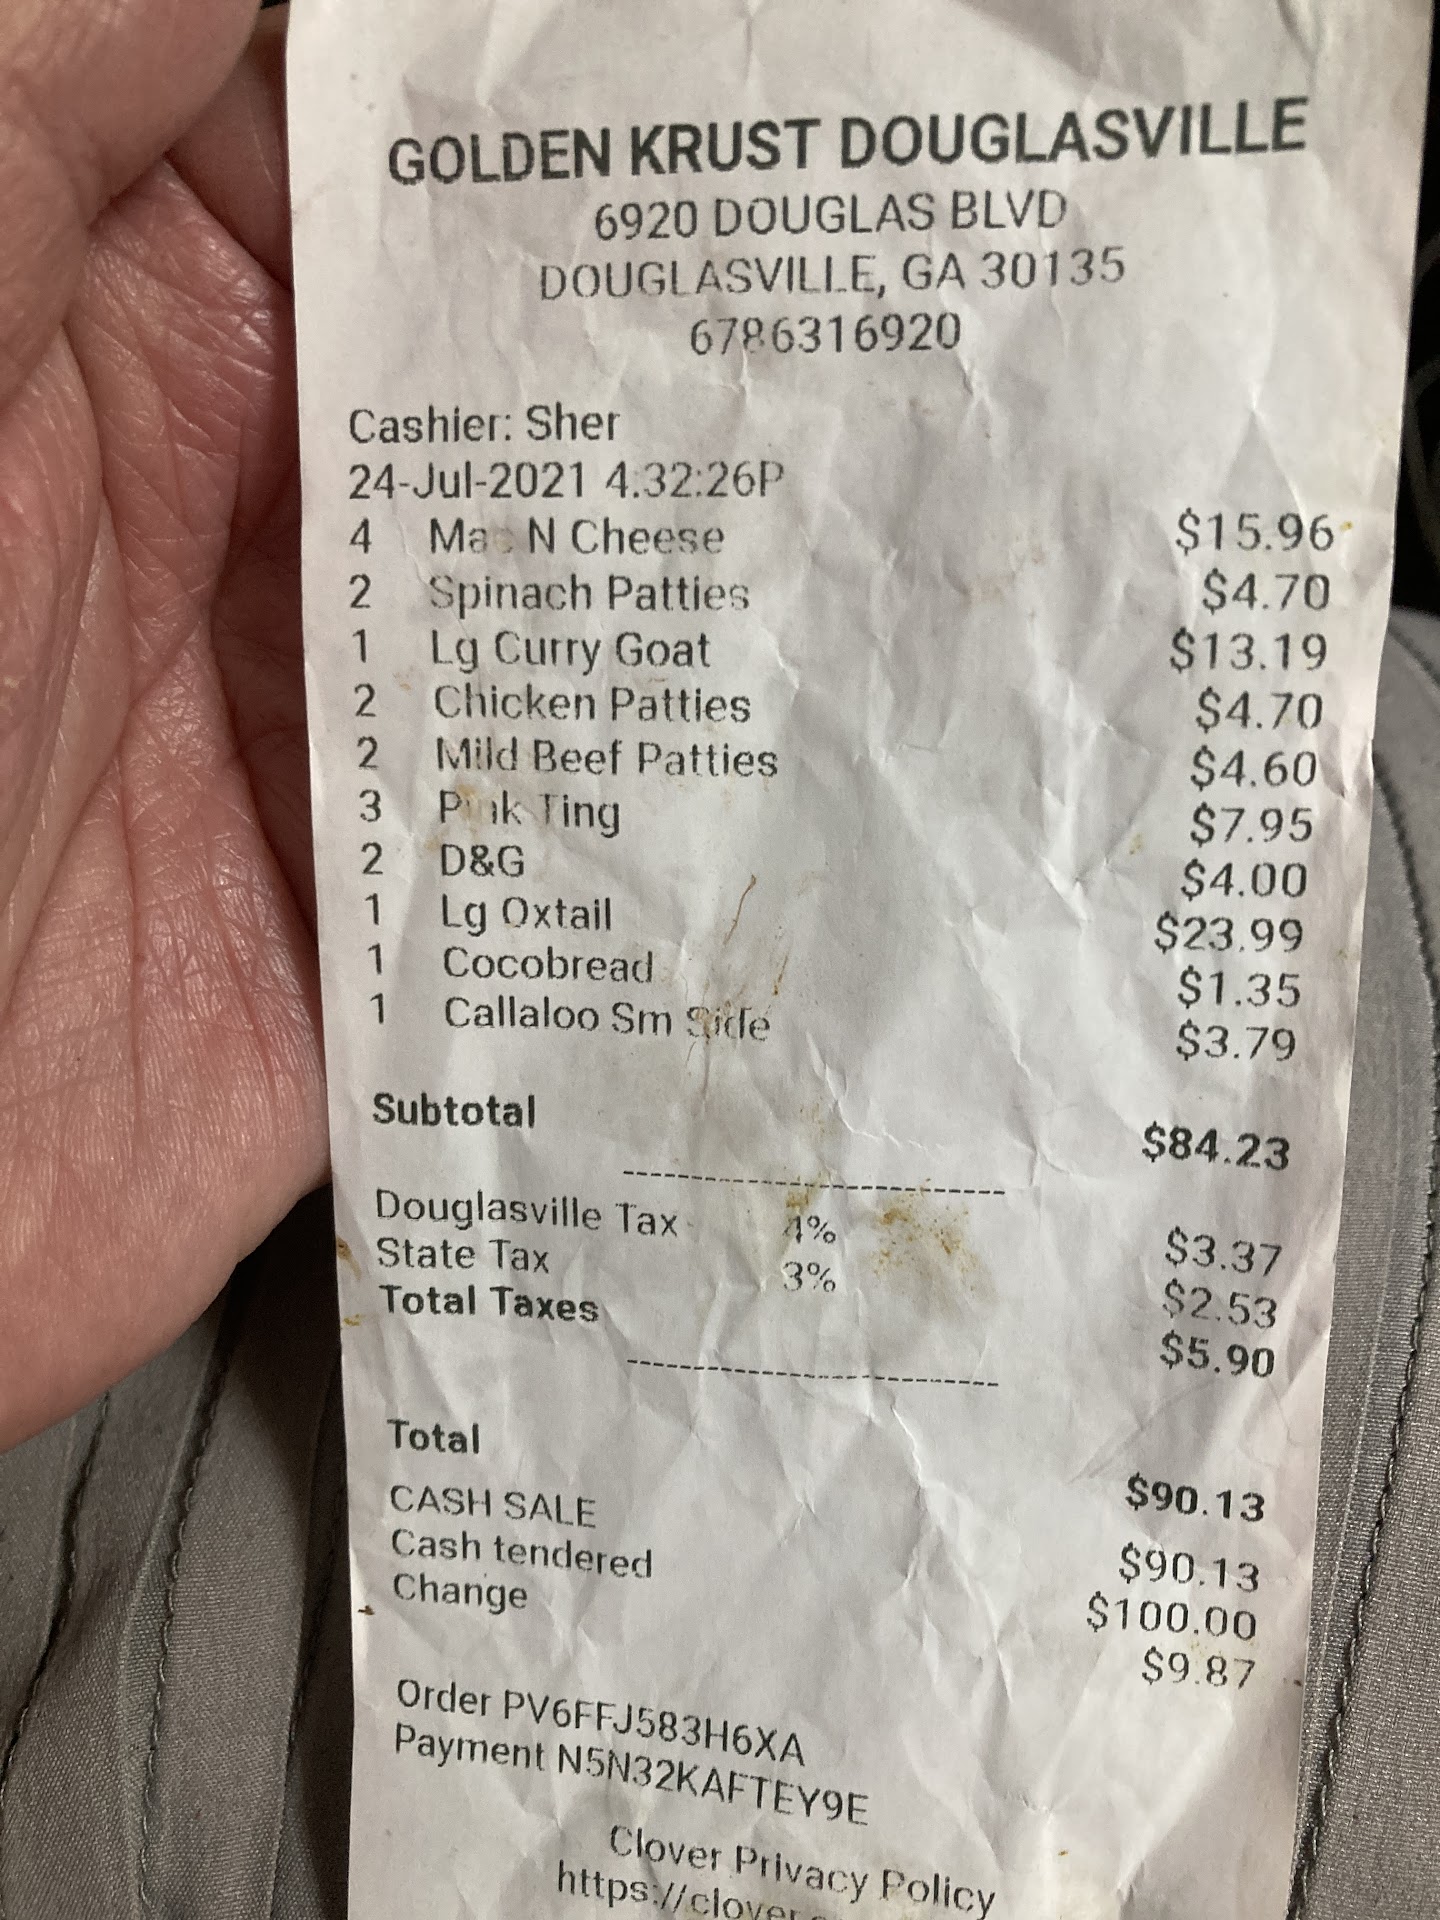 GOLDEN KRUST DOUGLASVILLE
6920 DOUGLAS BLVD
DOUGLASVILLE, GA 30135
6786316920
Cashier: Sher
24-Jul-2021 4:32:26P
4 Mac N Cheese $15.96
2 Spinach Patties $4.70
1 Lg Curry Goat $13.19
2 Chicken Patties $4.70
2 Mild Beef Patties $4.60
3 Pink Ting $7.95
2 D&G $4.00
1 Lg Oxtail $23.99
1 Cocobread $1.35
1 Callaloo Sm Side $3.79
Subtotal $84.23
Douglasville Tax 4% $3.37
State Tax 3% $2.53
Total Taxes $5.90
Total $90.13
CASH SALE $90.13
Cash tendered $100.00
Change $9.87
Order PV6FFJ583H6XA
Payment N5N32KAFTEY9E
Clover Privacy Policy
https://clover